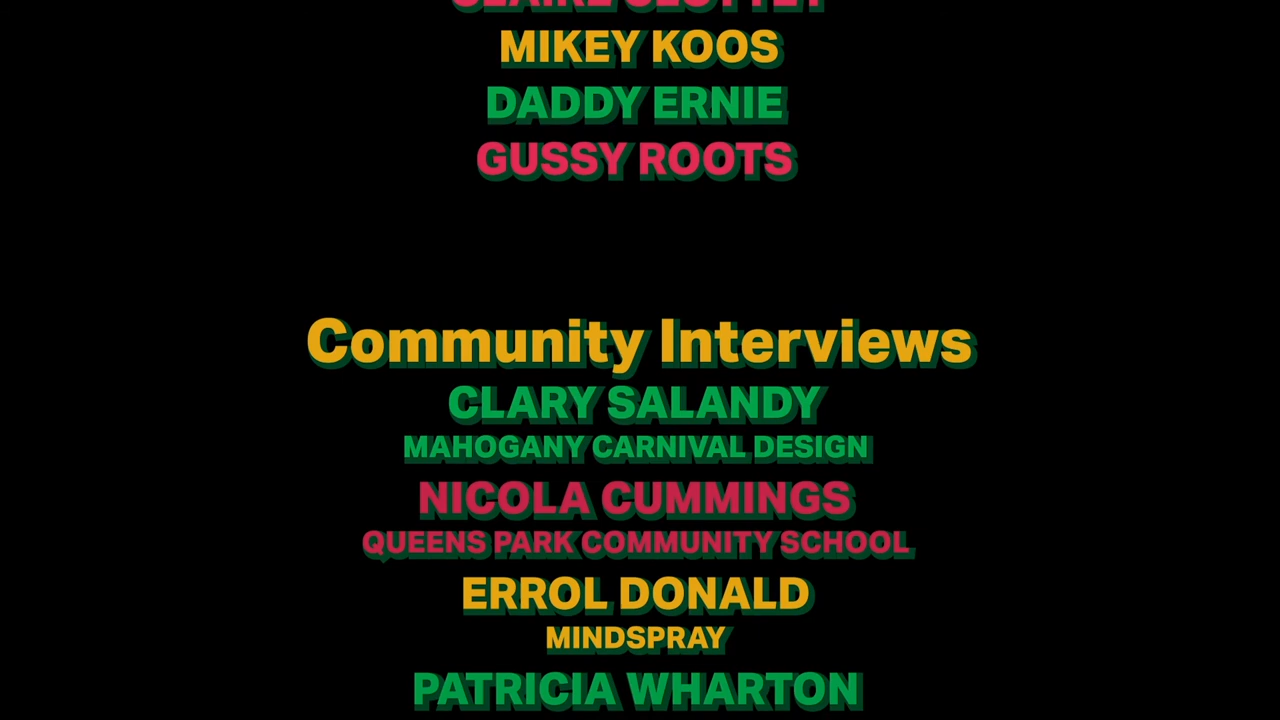 MIKEY KOOS
DADDY ERNIE
GUSSY ROOTS
Community Interviews
CLARY SALANDY
MAHOGANY CARNIVAL DESIGN
NICOLA CUMMINGS
QUEENS PARK COMMUNITY SCHOOL
ERROL DONALD
MINDSPRAY
PATRICIA WHARTON